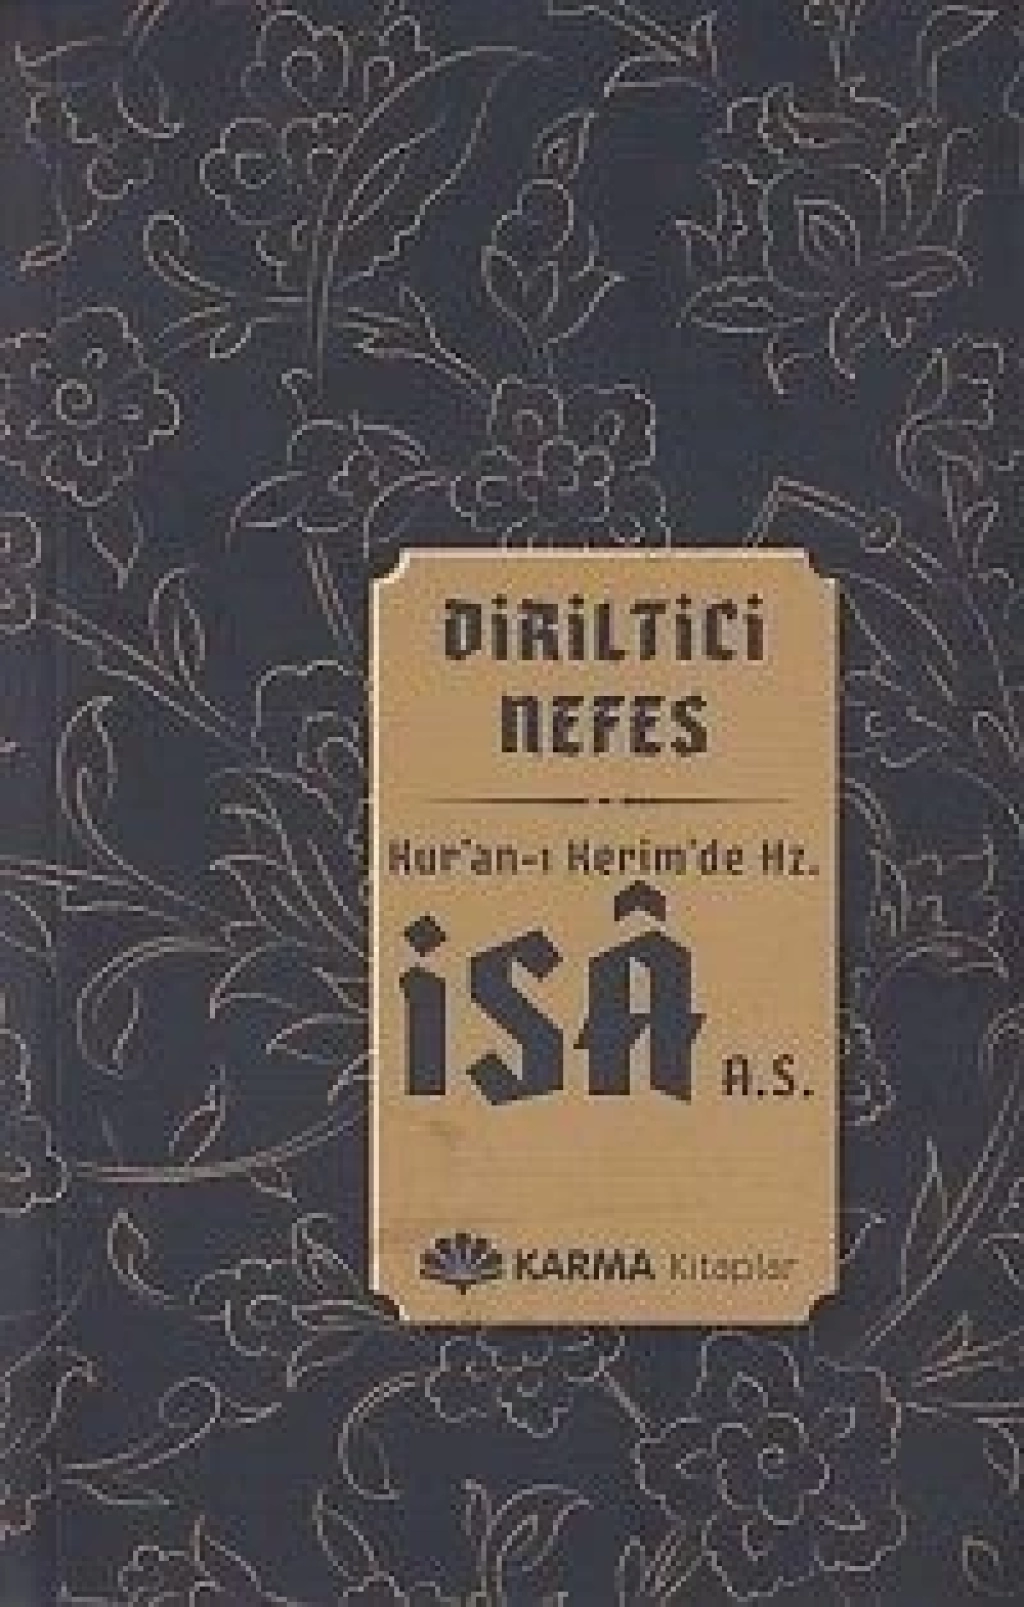 DİRİLTİCİ
NEFES
Kur'an-ı Kerim'de Hz.
İSÂ A.S.
KARMA Kitaplar